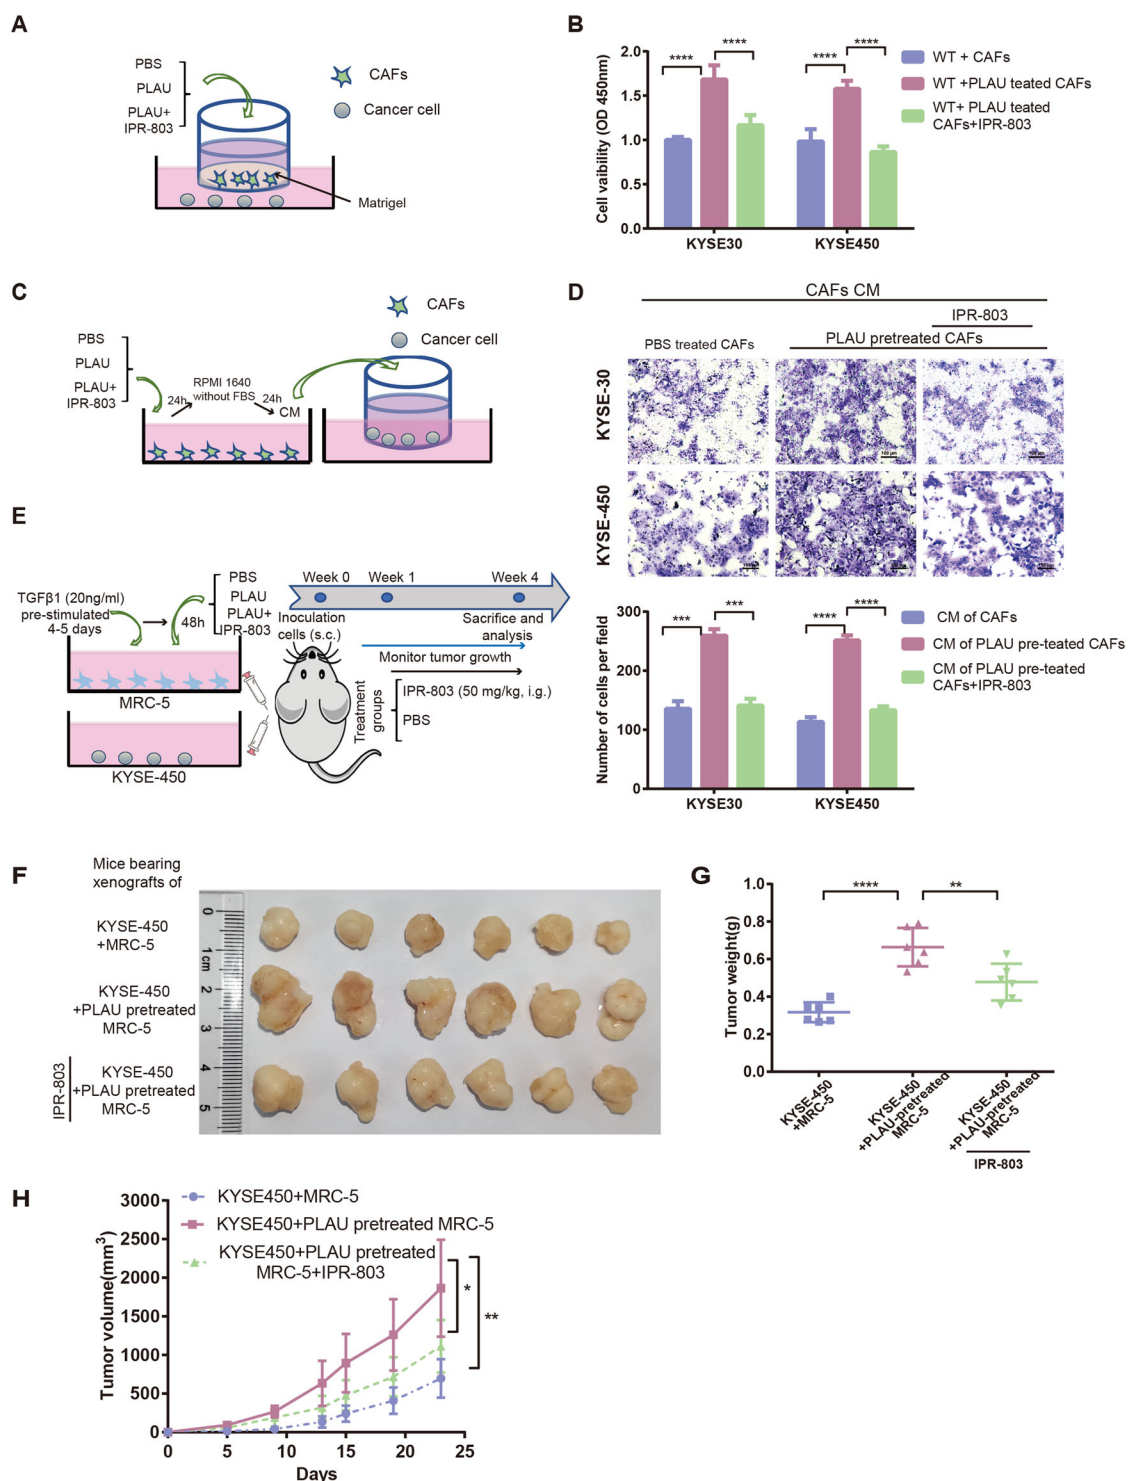 A
PBS
PLAU
PLAU+
IPR-803
CAFs
Cancer cell
Matrigel
B
Cell vaibility (OD 450nm)
2.0
1.5
1.0
0.5
0.0
****
****
****
****
KYSE30
KYSE450
WT + CAFs
WT +PLAU teated CAFs
WT+ PLAU teated
CAFs+IPR-803
C
PBS
PLAU
PLAU+
IPR-803
24h
RPMI 1640
without FBS
24h
CM
CAFs
Cancer cell
D
CAFs CM
IPR-803
PBS treated CAFs
PLAU pretreated CAFs
KYSE-30
KYSE-450
Number of cells per field
300
200
100
0
***
***
****
****
KYSE30
KYSE450
CM of CAFs
CM of PLAU pre-teated CAFs
CM of PLAU pre-teated
CAFs+IPR-803
E
TGFβ1 (20ng/ml)
pre-stimulated
4-5 days
48h
PBS
PLAU
PLAU+
IPR-803
MRC-5
KYSE-450
Week 0
Week 1
Week 4
Inoculation
cells (s.c.)
Sacrifice and
analysis
Monitor tumor growth
Treatment
groups
IPR-803 (50 mg/kg, i.g.)
PBS
F
Mice bearing
xenografts of
KYSE-450
+MRC-5
KYSE-450
+PLAU pretreated
MRC-5
IPR-803
KYSE-450
+PLAU pretreated
MRC-5
0
1cm
2
3
4
5
G
Tumor weight(g)
1.0
0.8
0.6
0.4
0.2
0.0
****
**
KYSE-450
+MRC-5
KYSE-450
+PLAU-pretreated
MRC-5
KYSE-450
+PLAU-pretreated
MRC-5
IPR-803
H
Tumor volume(mm³)
3000
2500
2000
1500
1000
500
0
KYSE450+MRC-5
KYSE450+PLAU pretreated MRC-5
KYSE450+PLAU pretreated
MRC-5+IPR-803
*
**
0
5
10
15
20
25
Days